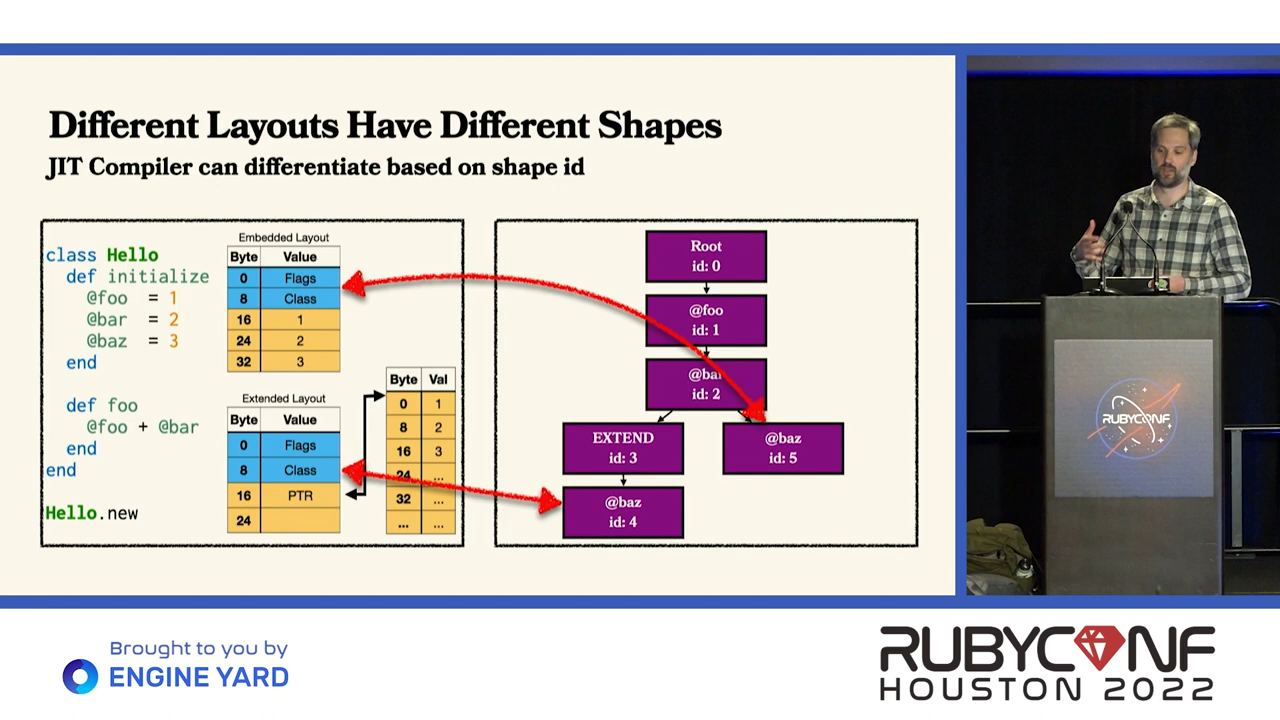 Different Layouts Have Different Shapes
JIT Compiler can differentiate based on shape id
class Hello
def initialize
@foo = 1
@bar = 2
@baz = 3
end
def foo
@foo + @bar
end
end
Hello.new
Embedded Layout
Byte Value
0 Flags
8 Class
16 1
24 2
32 3
Extended Layout
Byte Value
0 Flags
8 Class
16 PTR
24
Byte Val
0 1
8 2
16 3
24 ...
32 ...
... ...
Root
id: 0
@foo
id: 1
@bar
id: 2
EXTEND
id: 3
@baz
id: 5
@baz
id: 4
RUBYCONF
Brought to you by
ENGINE YARD
RUBYCONF
HOUSTON 2022